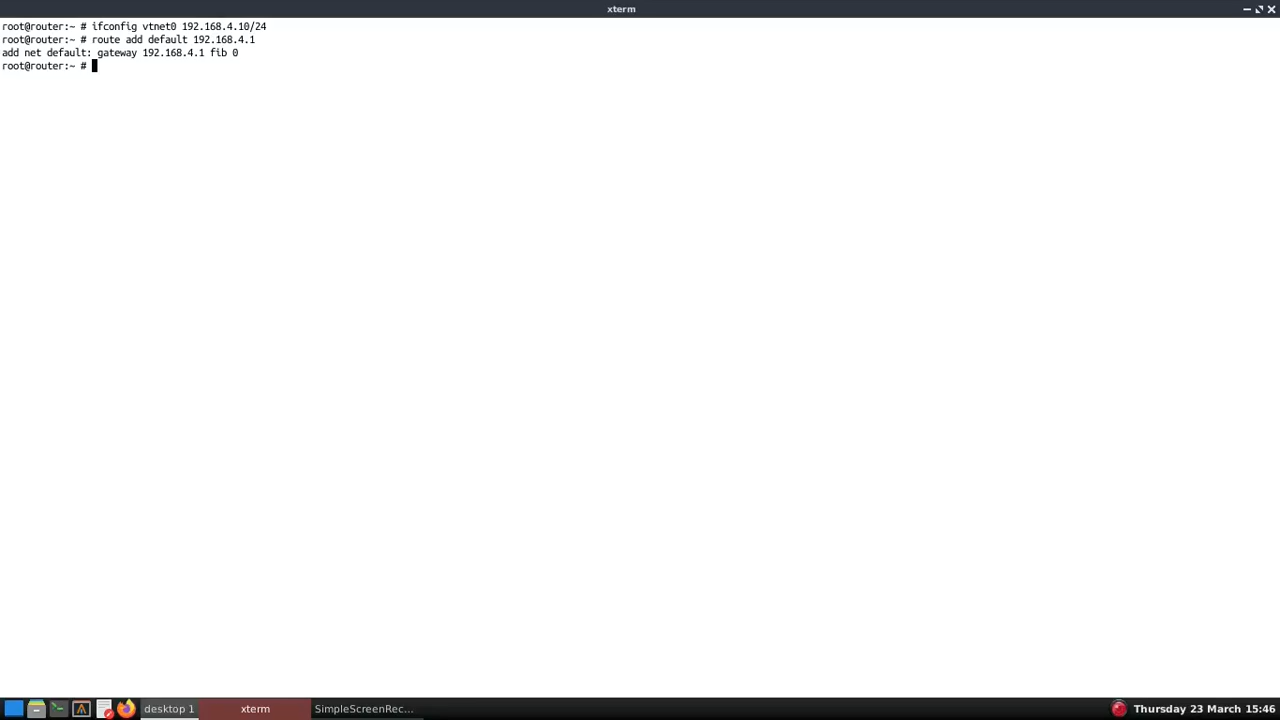 xterm
root@router:~ # ifconfig vtnet0 192.168.4.10/24
root@router:~ # route add default 192.168.4.1
add net default: gateway 192.168.4.1 fib 0
root@router:~ #
desktop 1
xterm
SimpleScreenRec...
Thursday 23 March 15:46